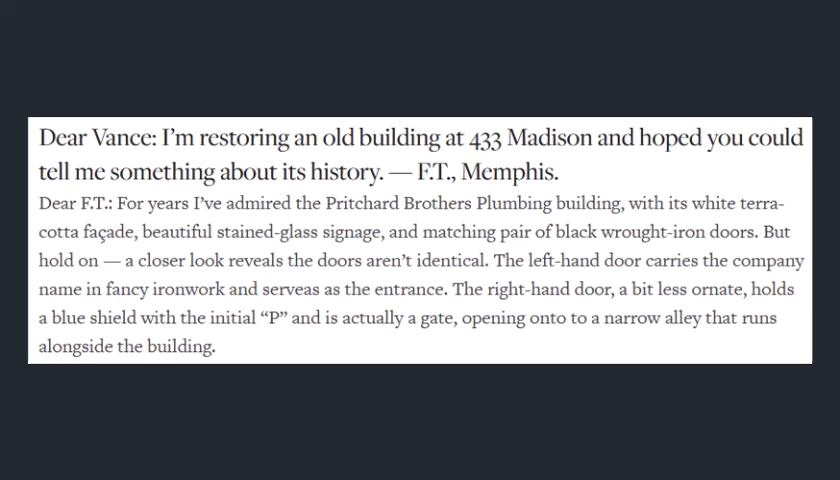 Dear Vance: I’m restoring an old building at 433 Madison and hoped you could
tell me something about its history. — F.T., Memphis.
Dear F.T.: For years I’ve admired the Pritchard Brothers Plumbing building, with its white terra-
cotta façade, beautiful stained-glass signage, and matching pair of black wrought-iron doors. But
hold on — a closer look reveals the doors aren’t identical. The left-hand door carries the company
name in fancy ironwork and serveas as the entrance. The right-hand door, a bit less ornate, holds
a blue shield with the initial “P” and is actually a gate, opening onto to a narrow alley that runs
alongside the building.